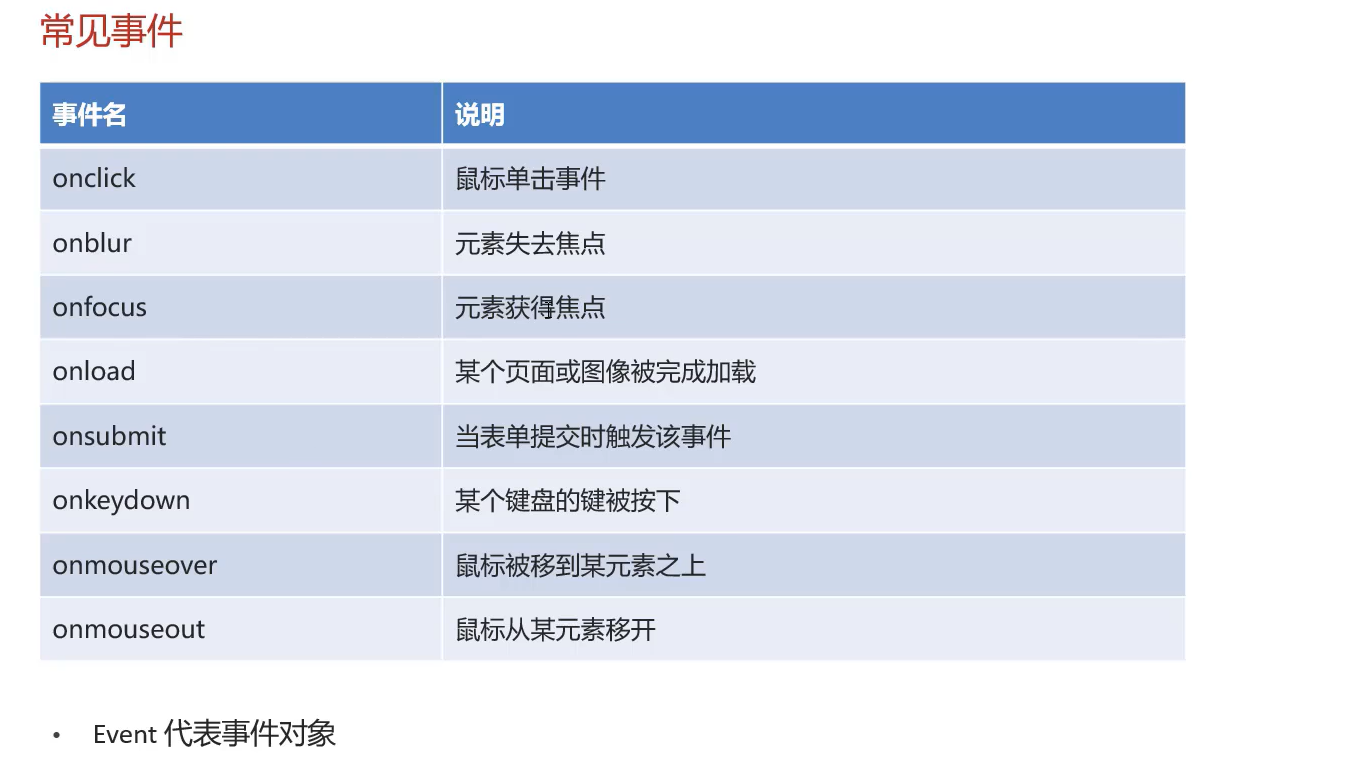 常见事件
事件名 说明
onclick 鼠标单击事件
onblur 元素失去焦点
onfocus 元素获得焦点
onload 某个页面或图像被完成加载
onsubmit 当表单提交时触发该事件
onkeydown 某个键盘的键被按下
onmouseover 鼠标被移到某元素之上
onmouseout 鼠标从某元素移开
• Event 代表事件对象